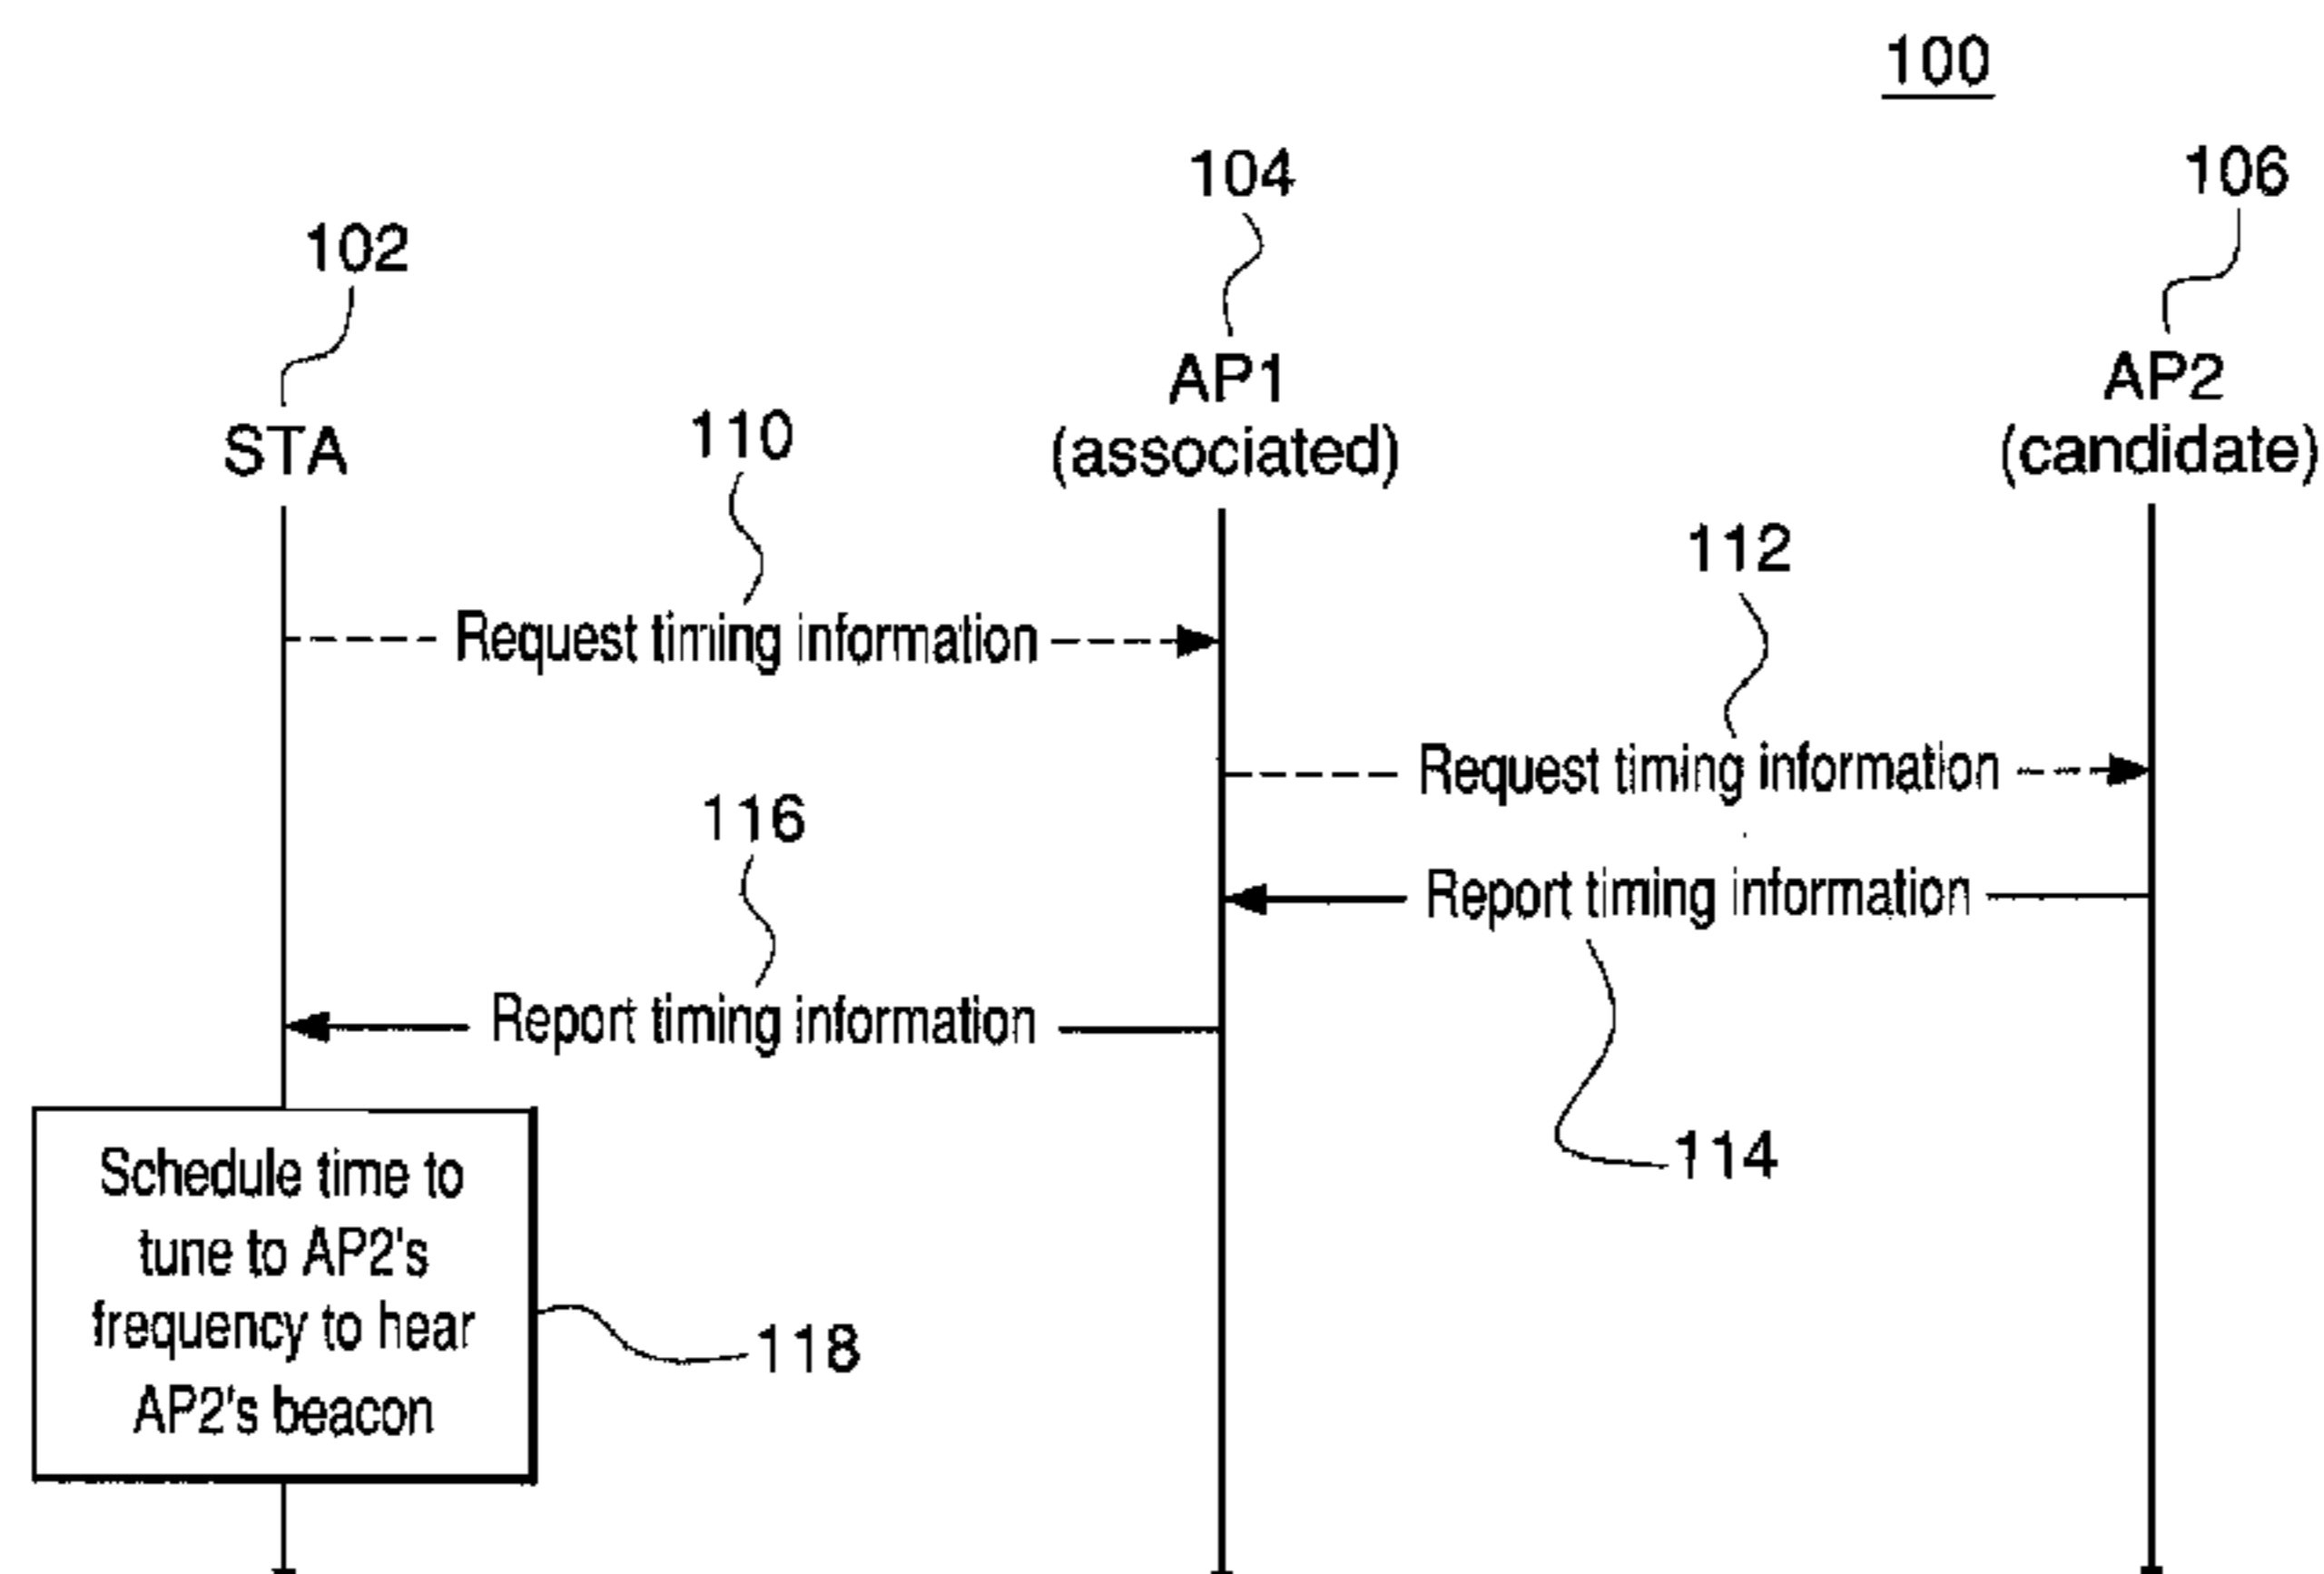 100
104
106
102
AP1
(associated)
AP2
(candidate)
STA
110
112
Request timing information
Request timing information
116
Report timing information
Report timing information
114
Schedule time to
tune to AP2's
frequency to hear
AP2's beacon
118